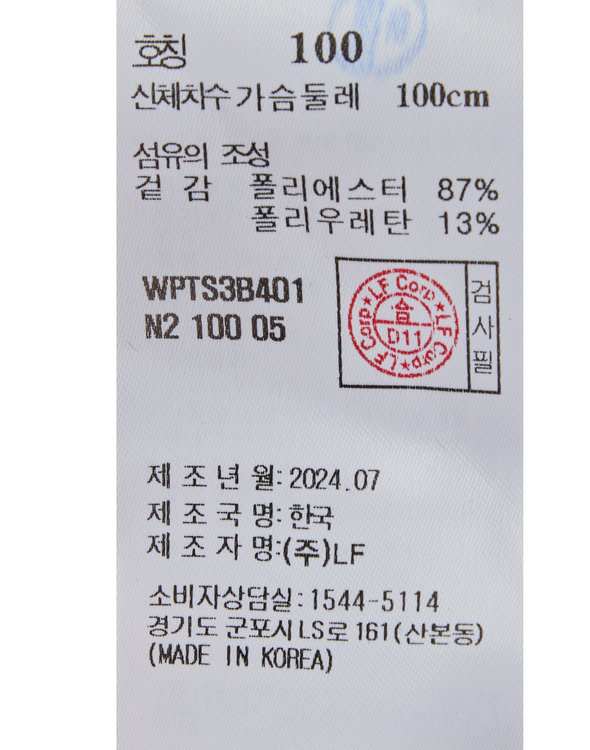 호칭 100
신체치수 가슴둘레 100cm
섬유의 조성
겉 감 폴리에스터 87%
폴리우레탄 13%
WPTS3B401
N2 100 05
LF Corp★LF Corp★LF Corp★
合
D11
검사필
제 조 년 월: 2024.07
제 조 국 명: 한국
제 조 자 명:(주)LF
소비자상담실:1544-5114
경기도 군포시 LS로 161(산본동)
(MADE IN KOREA)